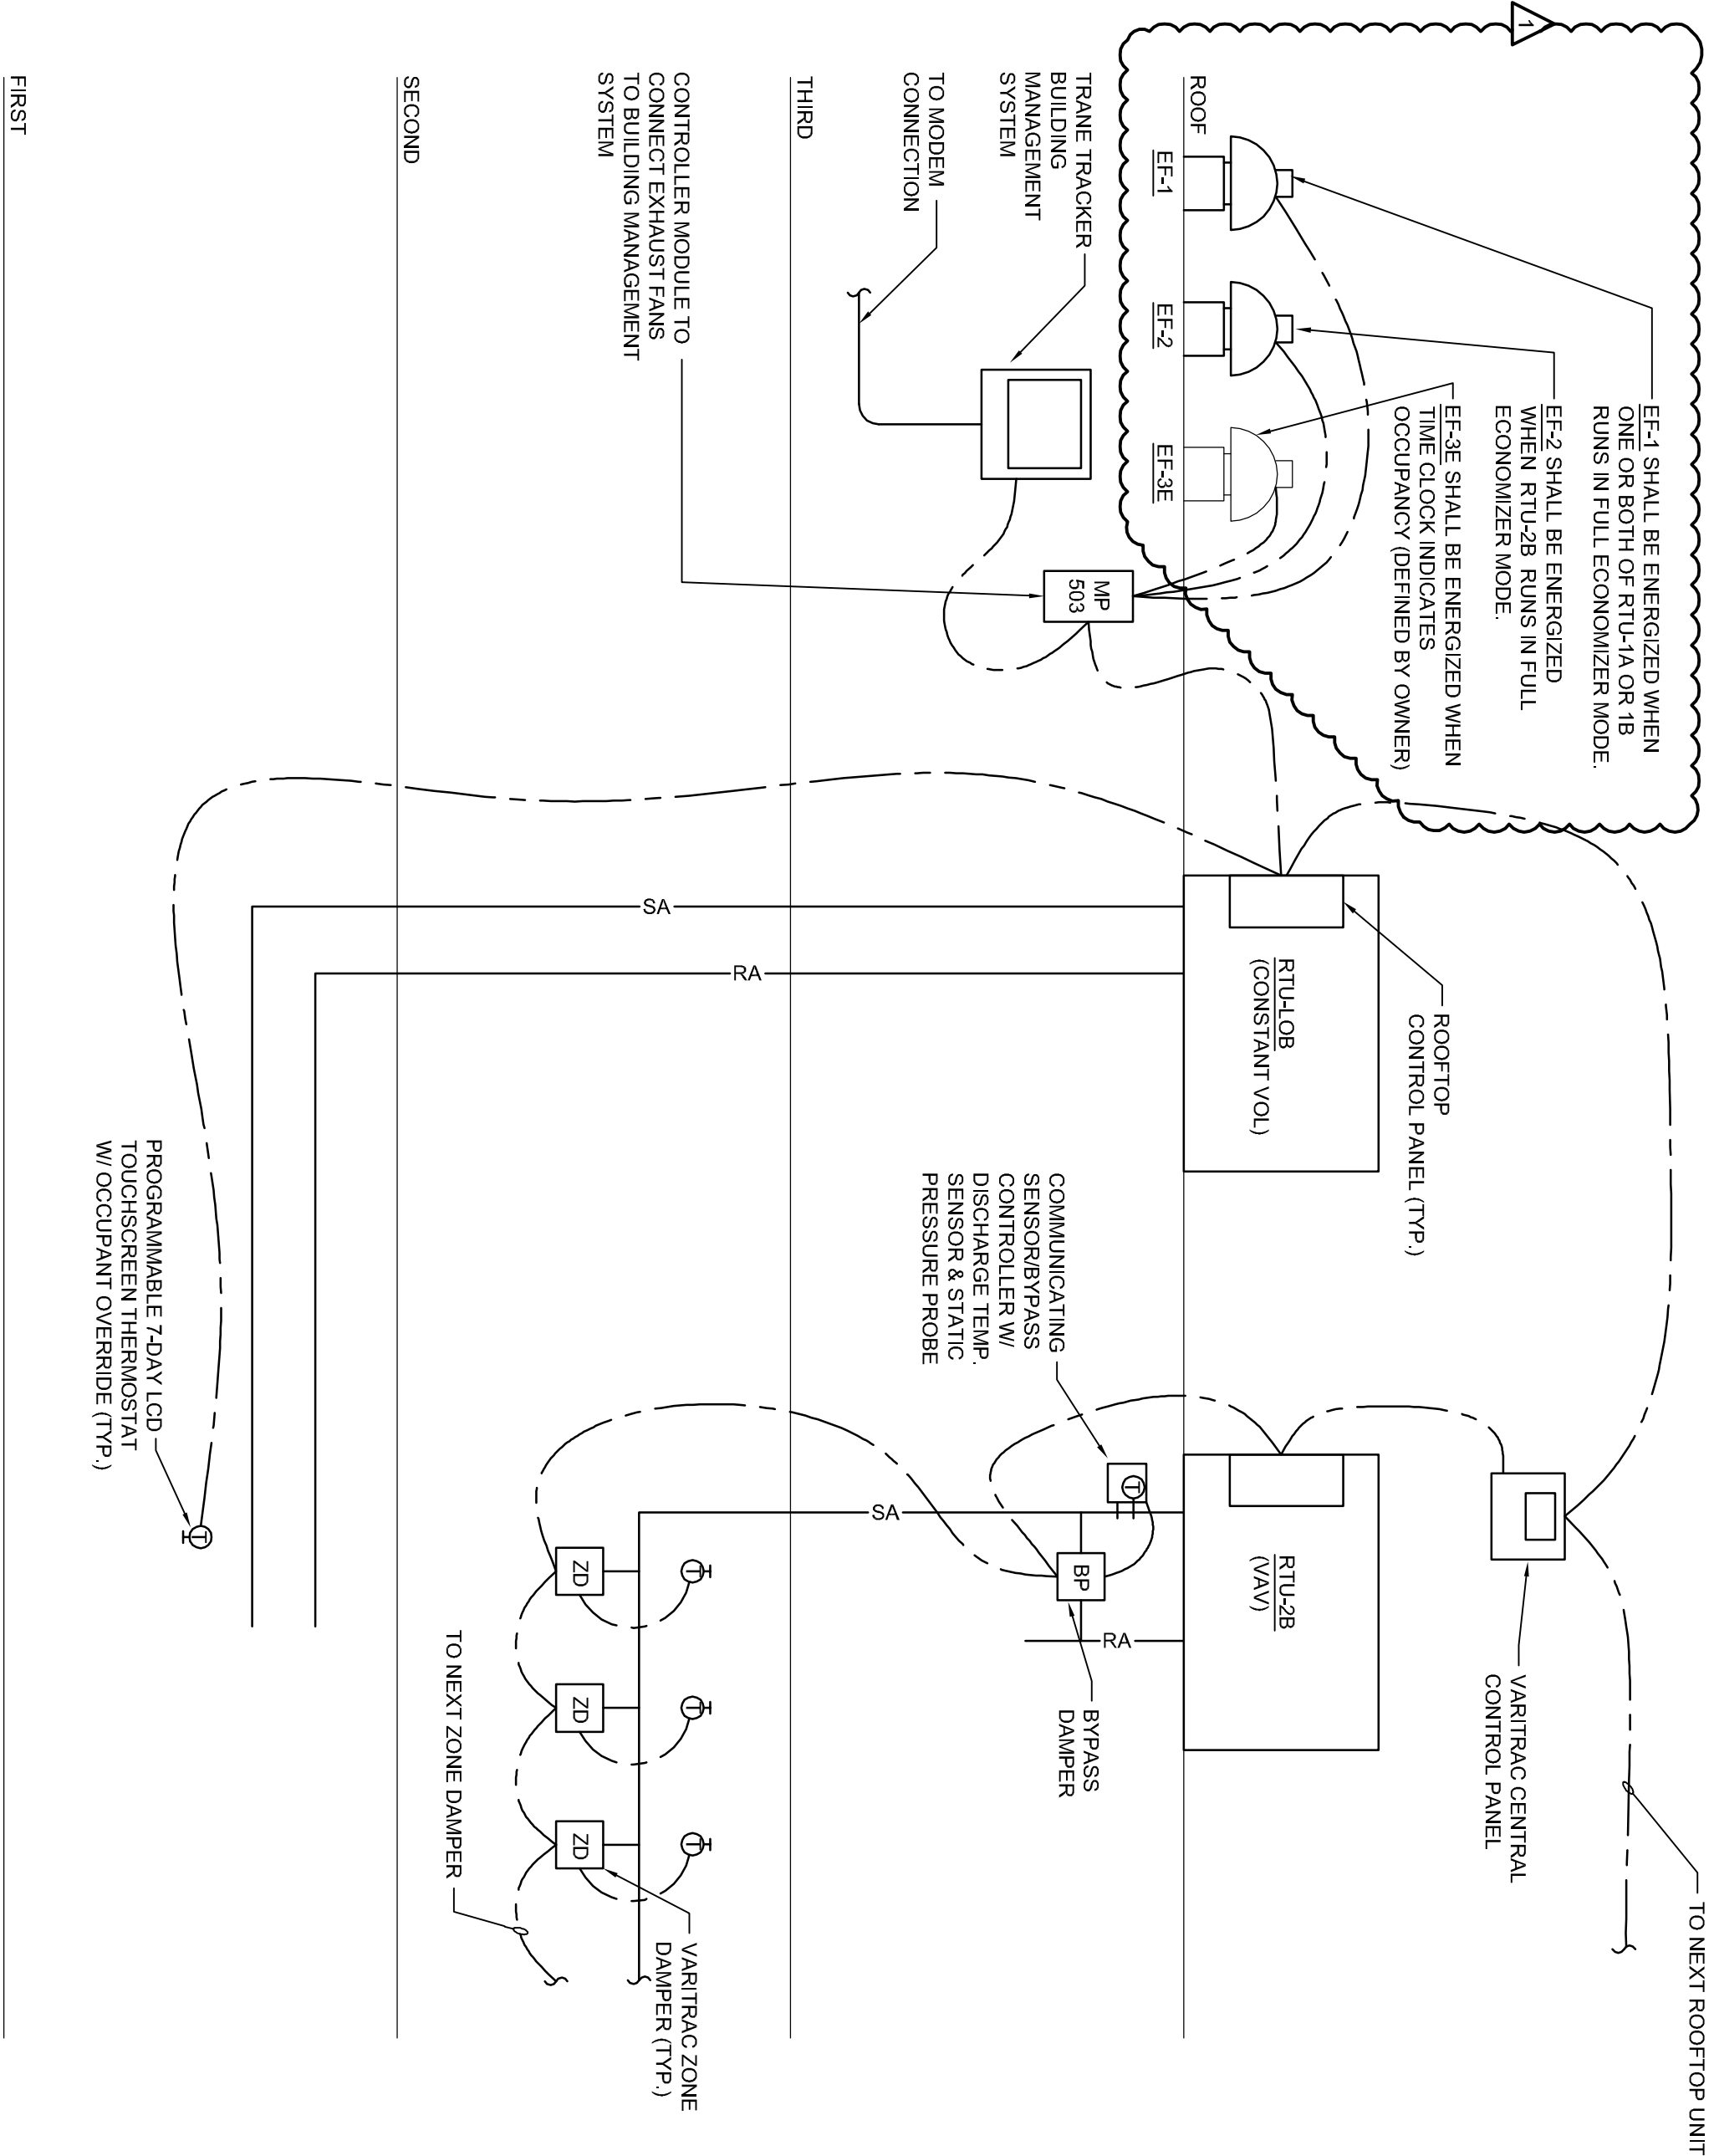 1
EF-1 SHALL BE ENERGIZED WHEN
ONE OR BOTH OF RTU-1A OR 1B
RUNS IN FULL ECONOMIZER MODE.
EF-2 SHALL BE ENERGIZED
WHEN RTU-2B RUNS IN FULL
ECONOMIZER MODE.
EF-3E SHALL BE ENERGIZED WHEN
TIME CLOCK INDICATES
OCCUPANCY (DEFINED BY OWNER)
TO NEXT ROOFTOP UNIT
VARITRAC CENTRAL
CONTROL PANEL
ROOFTOP
CONTROL PANEL (TYP.)
ROOF
EF-1
EF-2
EF-3E
RTU-LOB
(CONSTANT VOL)
RTU-2B
(VAV)
TRANE TRACKER
BUILDING
MANAGEMENT
SYSTEM
MP
503
TO MODEM
CONNECTION
COMMUNICATING
SENSOR/BYPASS
CONTROLLER W/
DISCHARGE TEMP.
SENSOR & STATIC
PRESSURE PROBE
T
BP
RA
BYPASS
DAMPER
SA
THIRD
RA
SA
CONTROLLER MODULE TO
CONNECT EXHAUST FANS
TO BUILDING MANAGEMENT
SYSTEM
T
T
T
VARITRAC ZONE
DAMPER (TYP.)
ZD
ZD
ZD
TO NEXT ZONE DAMPER
SECOND
T
PROGRAMMABLE 7-DAY LCD
TOUCHSCREEN THERMOSTAT
W/ OCCUPANT OVERRIDE (TYP.)
FIRST